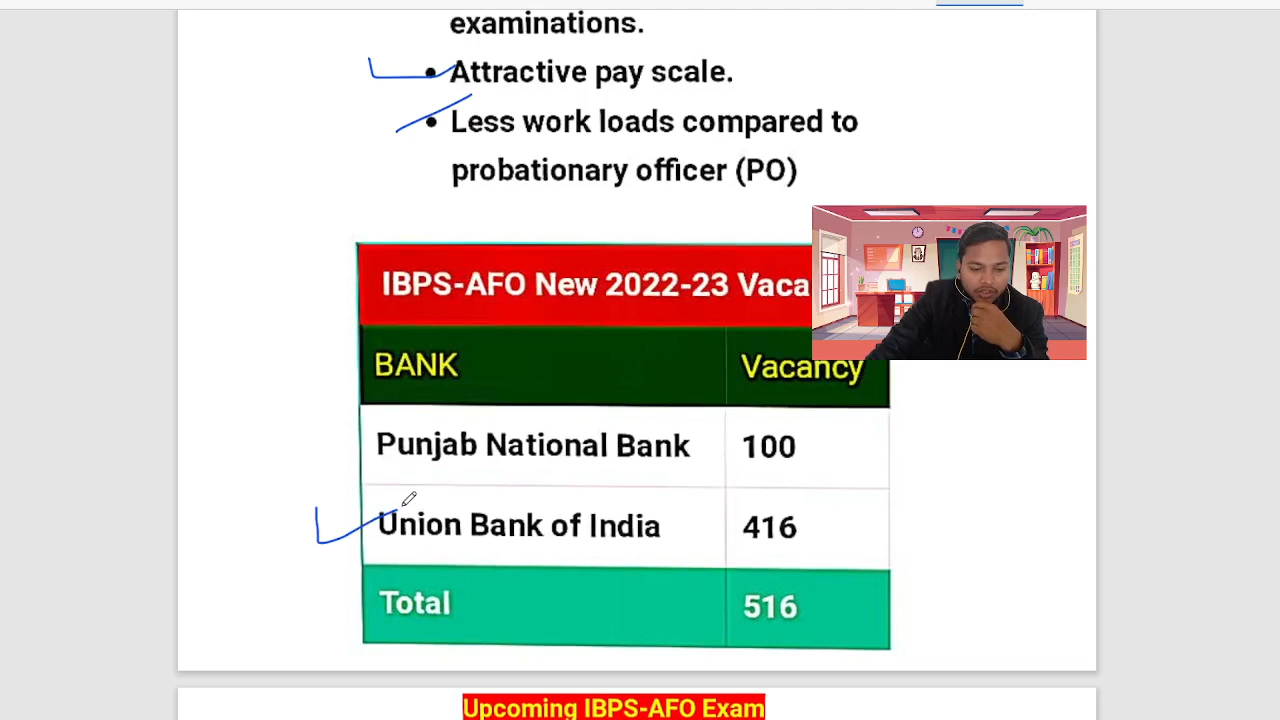 examinations.
• Attractive pay scale.
• Less work loads compared to
probationary officer (PO)
IBPS-AFO New 2022-23 Vaca
BANK Vacancy
Punjab National Bank 100
Union Bank of India 416
Total 516
Upcoming IBPS-AFO Exam